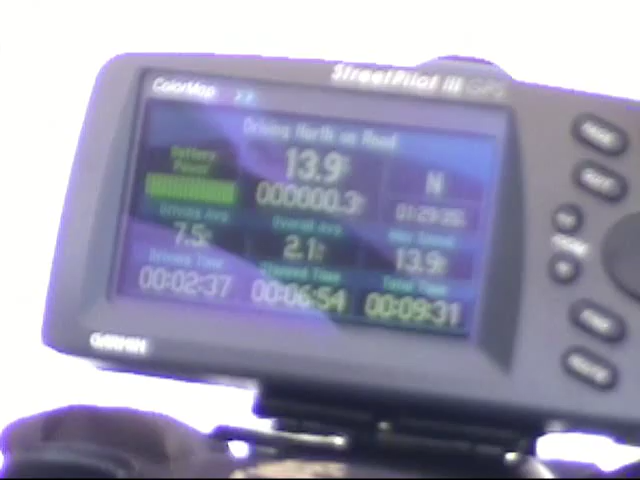 StreetPilot III GPS
ColorMap
Driving North on Road
Battery Power
13.9
N
000000.3
Driving Avg
Overall Avg
Max Speed
7.5
2.1
13.9
Driving Time
Stopped Time
Total Time
00:02:37
00:06:54
00:09:31
GARMIN
PAGE